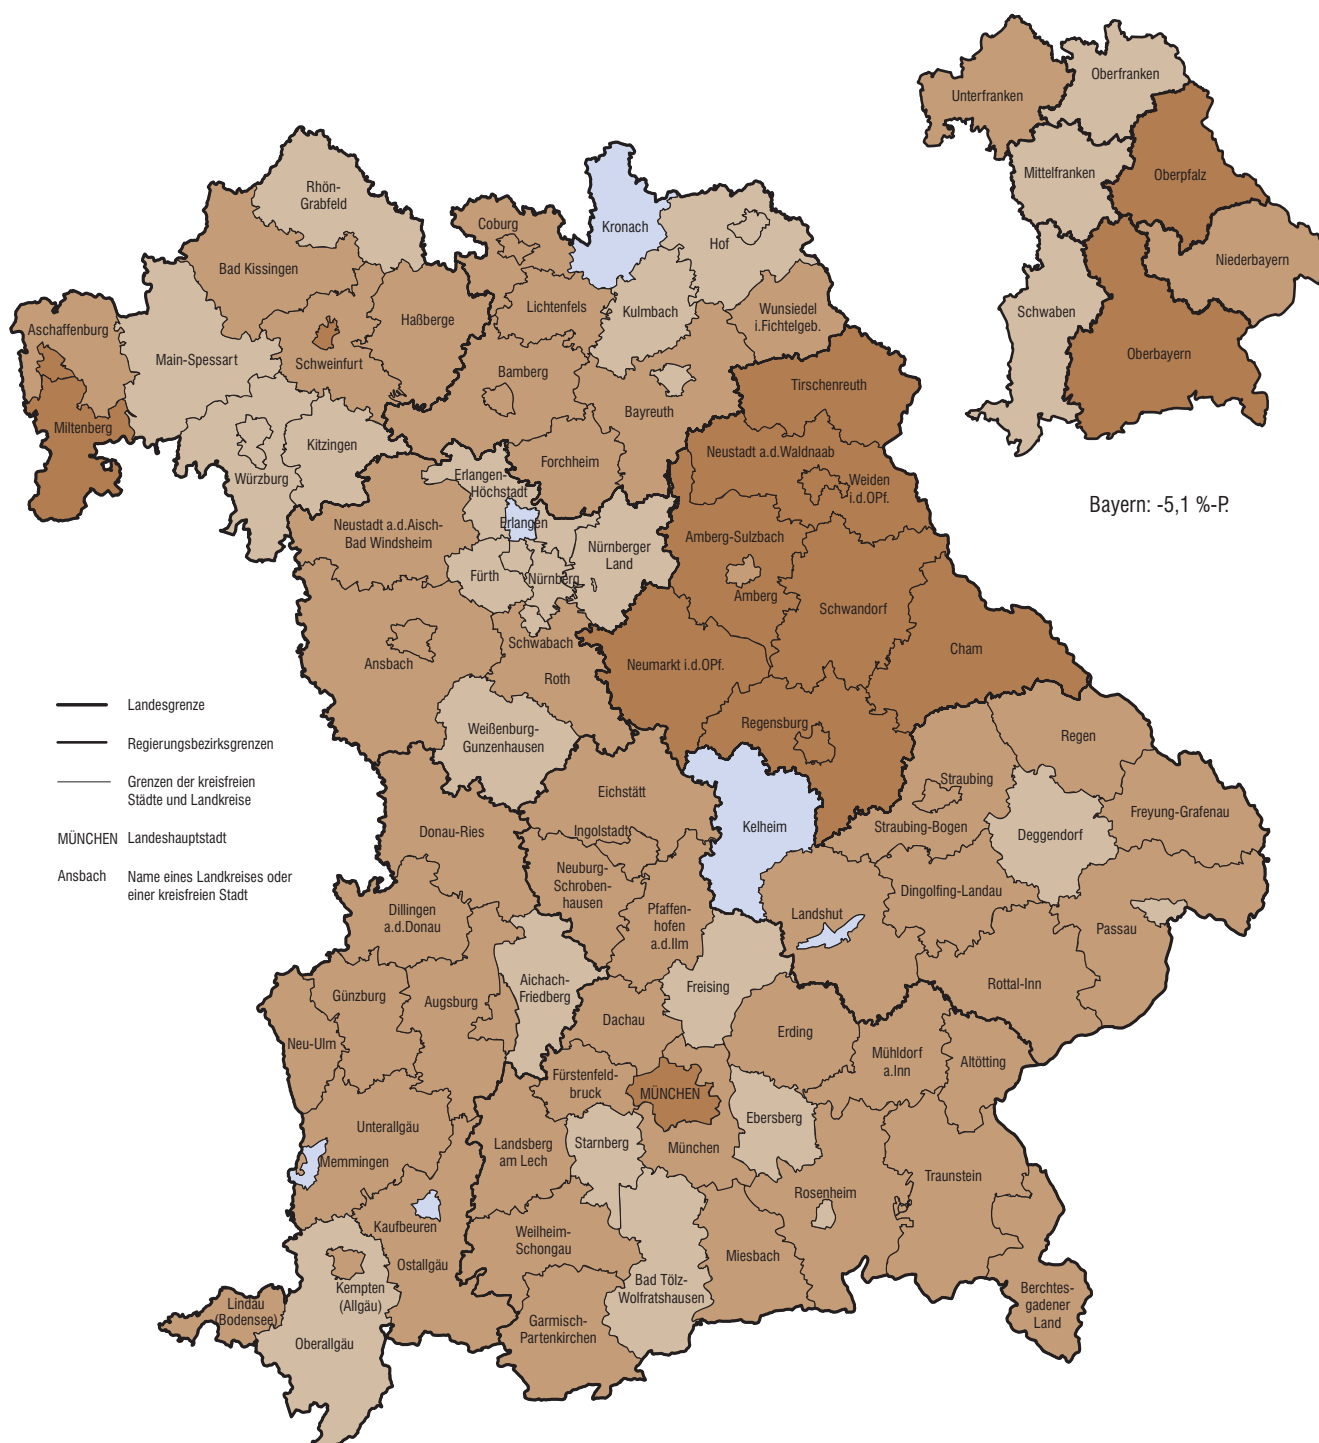 Unterfranken
Oberfranken
Mittelfranken
Oberpfalz
Niederbayern
Schwaben
Oberbayern
Bayern: -5,1 %-P.
Rhön-
Grabfeld
Bad Kissingen
Coburg
Kronach
Hof
Lichtenfels
Kulmbach
Wunsiedel
i.Fichtelgeb.
Aschaffenburg
Main-Spessart
Schweinfurt
Haßberge
Bamberg
Bayreuth
Tirschenreuth
Miltenberg
Kitzingen
Würzburg
Forchheim
Erlangen-
Höchstadt
Erlangen
Neustadt a.d.Waldnaab
Weiden
i.d.OPf.
Neustadt a.d.Aisch-
Bad Windsheim
Fürth
Nürnberg
Nürnberger
Land
Amberg-Sulzbach
Amberg
Schwandorf
Cham
Ansbach
Schwabach
Roth
Neumarkt i.d.OPf.
Regensburg
Weißenburg-
Gunzenhausen
Landesgrenze
Regierungsbezirksgrenzen
Grenzen der kreisfreien
Städte und Landkreise
MÜNCHEN Landeshauptstadt
Ansbach Name eines Landkreises oder
einer kreisfreien Stadt
Regen
Straubing
Straubing-Bogen
Deggendorf
Freyung-Grafenau
Eichstätt
Ingolstadt
Kelheim
Donau-Ries
Neuburg-
Schroben-
hausen
Pfaffen-
hofen
a.d.Ilm
Dingolfing-Landau
Landshut
Passau
Rottal-Inn
Dillingen
a.d.Donau
Günzburg
Augsburg
Aichach-
Friedberg
Freising
Neu-Ulm
Dachau
Erding
Mühldorf
a.Inn
Altötting
Fürstenfeld-
bruck
MÜNCHEN
Ebersberg
Unterallgäu
Memmingen
Landsberg
am Lech
Starnberg
München
Rosenheim
Traunstein
Kaufbeuren
Ostallgäu
Weilheim-
Schongau
Miesbach
Bad Tölz-
Wolfratshausen
Kempten
(Allgäu)
Lindau
(Bodensee)
Oberallgäu
Garmisch-
Partenkirchen
Berchtes-
gadener
Land